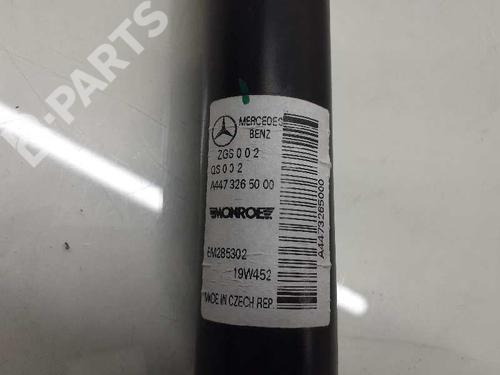 B-PARTS
MERCEDES
BENZ
ZGS 0 0 2
QS 0 0 2
A447 326 50 00
MONROE
EM285302
19W452
MADE IN CZECH REP.
A4473265000